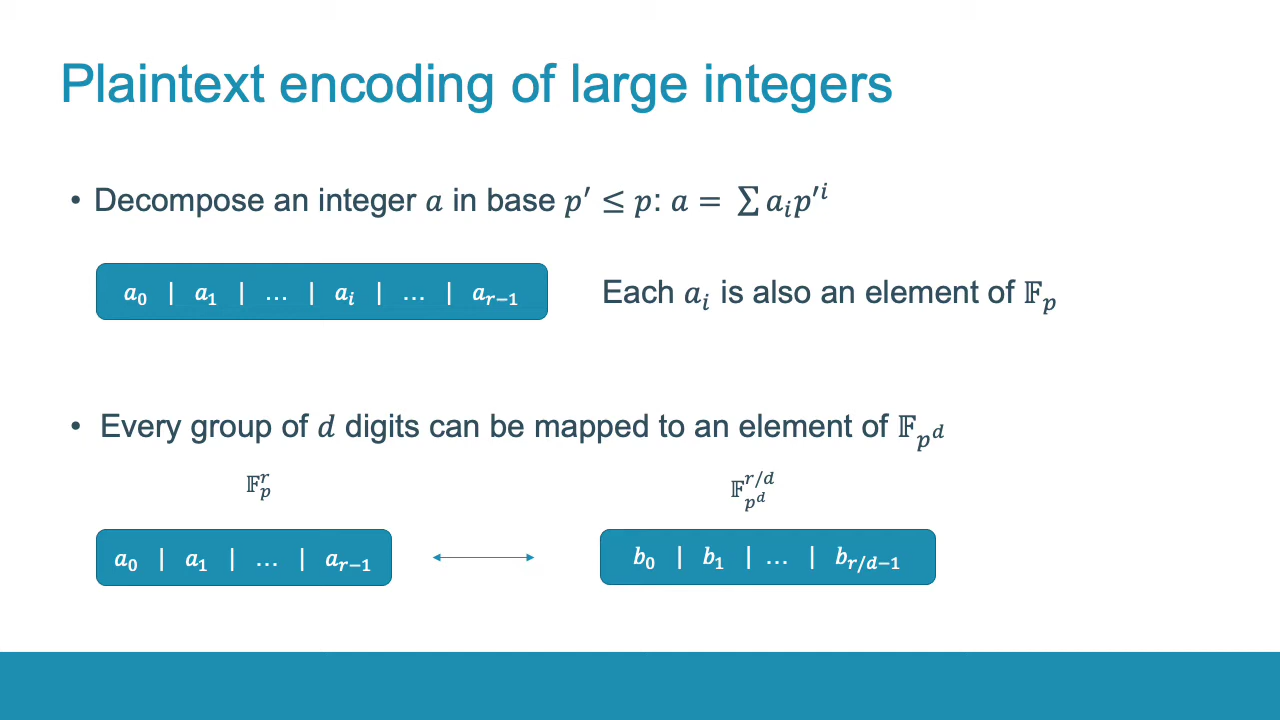 Plaintext encoding of large integers
• Decompose an integer 𝑎 in base 𝑝′ ≤ 𝑝: 𝑎 = ∑ 𝑎ᵢ𝑝′ⁱ
𝑎₀ | 𝑎₁ | … | 𝑎ᵢ | … | 𝑎ᵣ₋₁
Each 𝑎ᵢ is also an element of 𝔽ₚ
• Every group of 𝑑 digits can be mapped to an element of 𝔽_{𝑝^𝑑}
𝔽ₚʳ
𝔽_{𝑝^𝑑}^{𝑟/𝑑}
𝑎₀ | 𝑎₁ | … | 𝑎ᵣ₋₁
𝑏₀ | 𝑏₁ | … | 𝑏_{𝑟/𝑑−1}